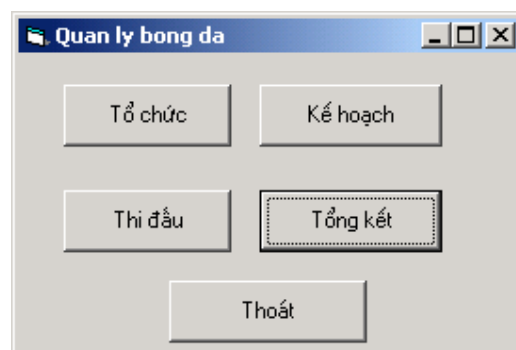 Quan ly bong da
Tổ chức
Kế hoạch
Thi đấu
Tổng kết
Thoát